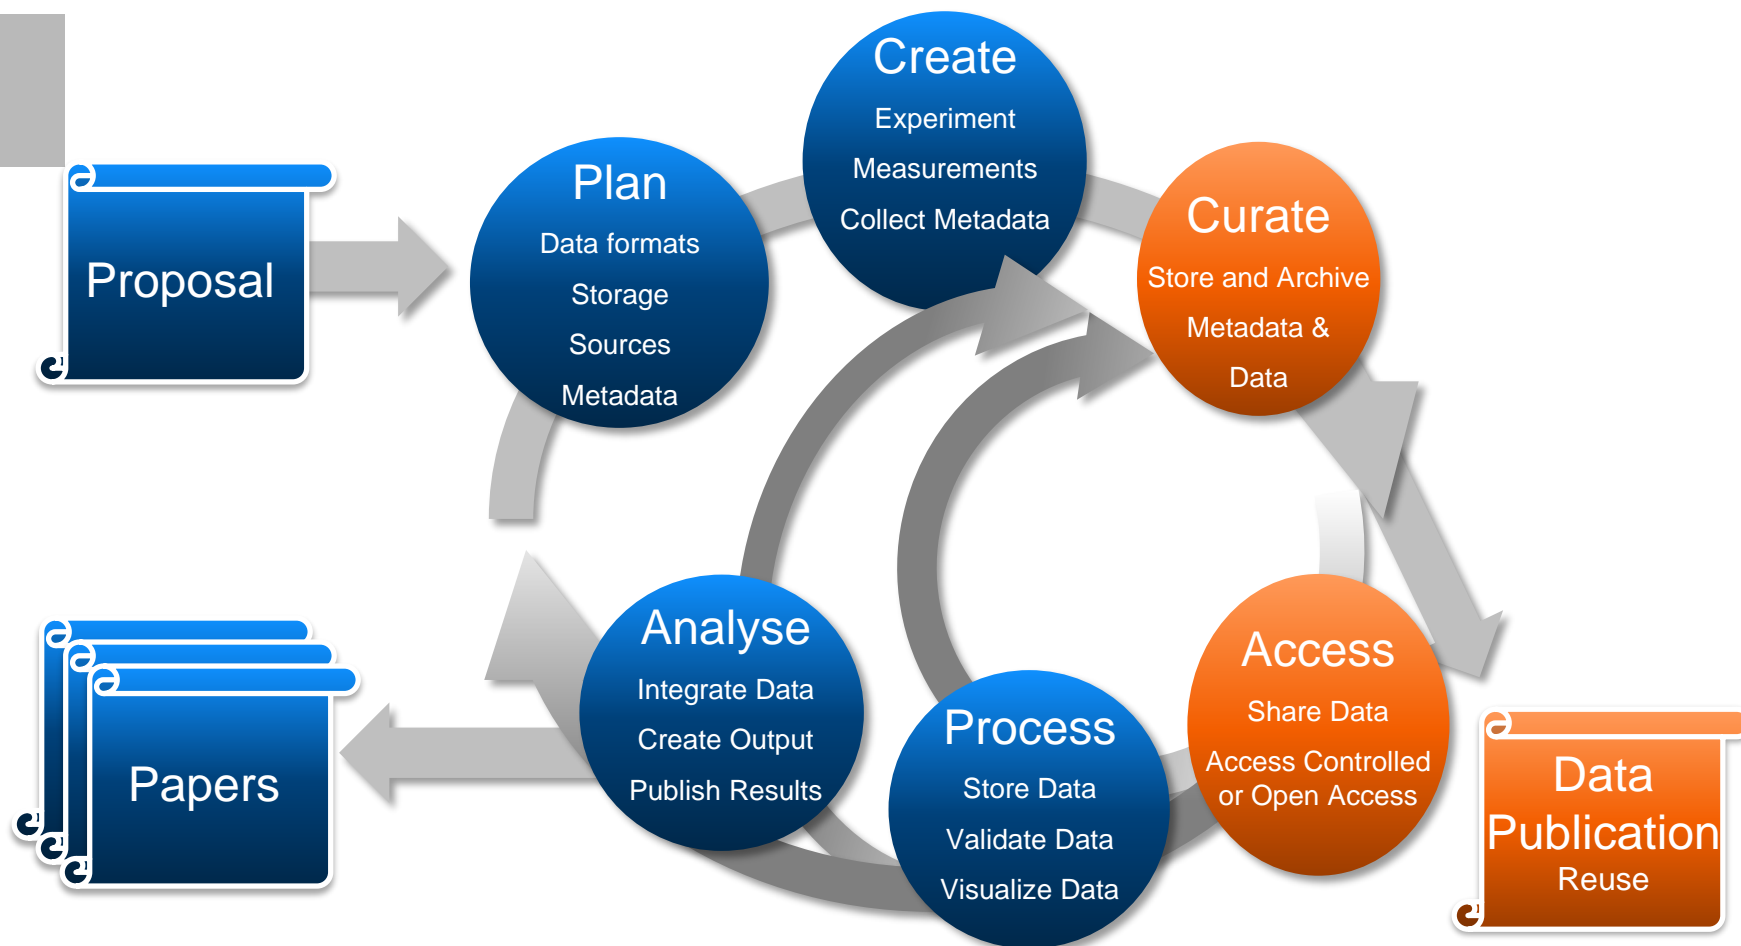 Proposal
Plan
Data formats
Storage
Sources
Metadata
Create
Experiment
Measurements
Collect Metadata
Curate
Store and Archive
Metadata &
Data
Access
Share Data
Access Controlled
or Open Access
Process
Store Data
Validate Data
Visualize Data
Analyse
Integrate Data
Create Output
Publish Results
Papers
Data
Publication
Reuse